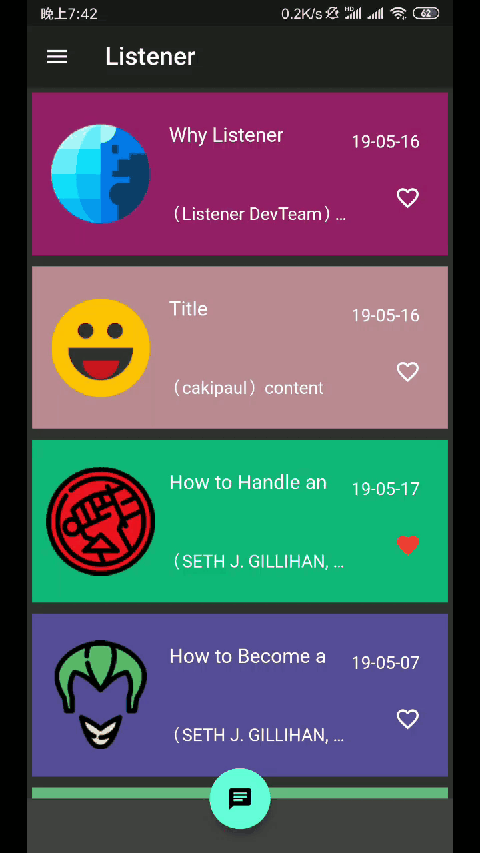 晚上7:42
0.2K/s HD 62
Listener
Why Listener
19-05-16
（Listener DevTeam）...
Title
19-05-16
（cakipaul）content
How to Handle an
19-05-17
（SETH J. GILLIHAN, ...
How to Become a
19-05-07
（SETH J. GILLIHAN, ...